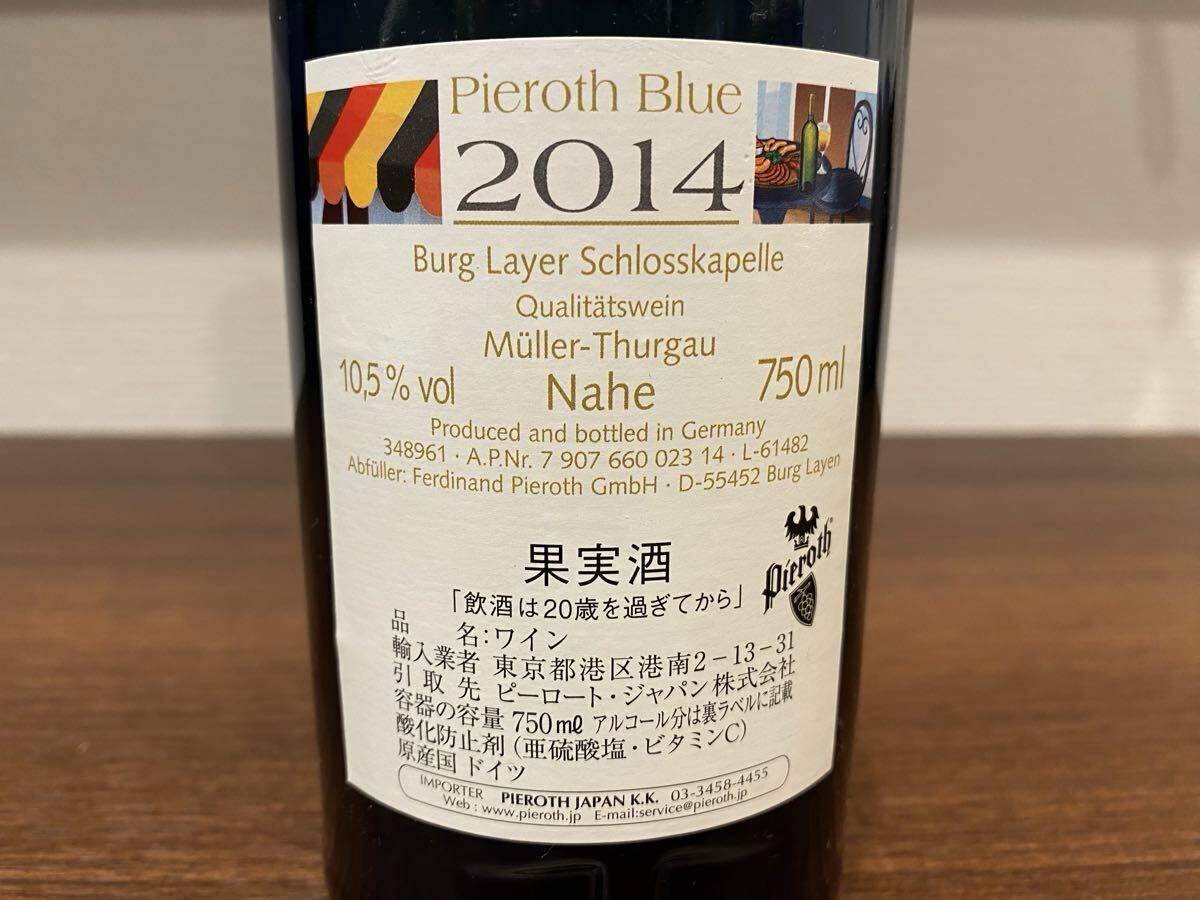 Pieroth Blue
2014
Burg Layer Schlosskapelle
Qualitätswein
Müller-Thurgau
10,5% vol Nahe 750 ml
Produced and bottled in Germany
348961 · A.P.Nr. 7 907 660 023 14 · L-61482
Abfüller: Ferdinand Pieroth GmbH · D-55452 Burg Layen
Pieroth®
果実酒
「飲酒は20歳を過ぎてから」
品 名:ワイン
輸入業者 東京都港区港南2-13-31
引取先 ピーロート・ジャパン株式会社
容器の容量 750mℓ アルコール分は裏ラベルに記載
酸化防止剤(亜硫酸塩・ビタミンC)
原産国 ドイツ
IMPORTER PIEROTH JAPAN K.K. 03-3458-4455
Web : www.pieroth.jp E-mail:service@pieroth.jp